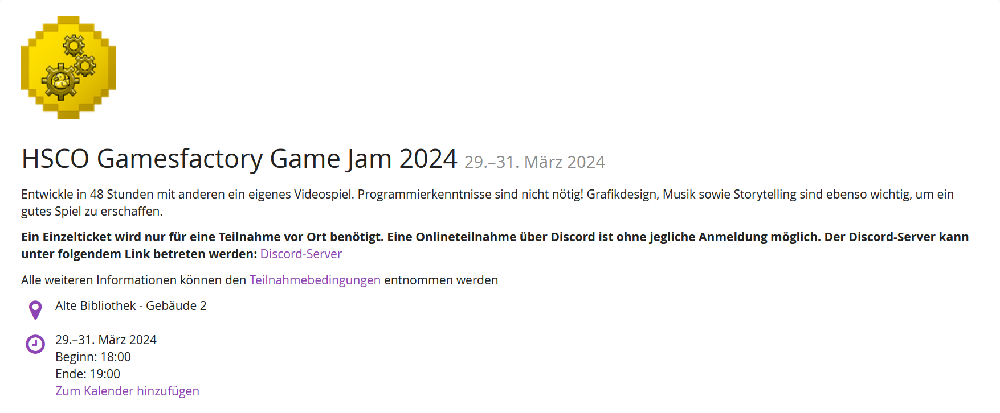 HSCO Gamesfactory Game Jam 2024 29.–31. März 2024
Entwickle in 48 Stunden mit anderen ein eigenes Videospiel. Programmierkenntnisse sind nicht nötig! Grafikdesign, Musik sowie Storytelling sind ebenso wichtig, um ein
gutes Spiel zu erschaffen.
Ein Einzelticket wird nur für eine Teilnahme vor Ort benötigt. Eine Onlineteilnahme über Discord ist ohne jegliche Anmeldung möglich. Der Discord-Server kann
unter folgendem Link betreten werden: Discord-Server
Alle weiteren Informationen können den Teilnahmebedingungen entnommen werden
Alte Bibliothek - Gebäude 2
29.–31. März 2024
Beginn: 18:00
Ende: 19:00
Zum Kalender hinzufügen